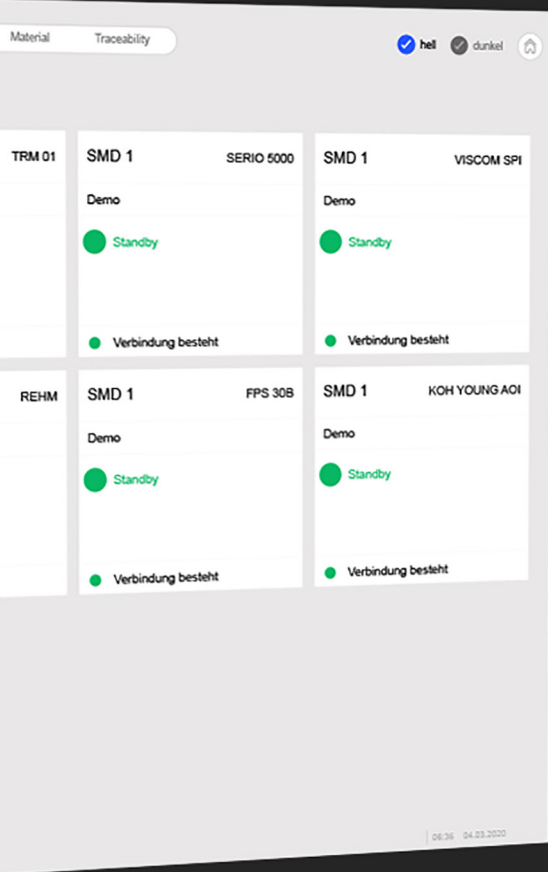 Material Traceability hell dunkel
TRM 01
SMD 1 SERIO 5000
Demo
Standby
Verbindung besteht
SMD 1 VISCOM SPI
Demo
Standby
Verbindung besteht
REHM
SMD 1 FPS 30B
Demo
Standby
Verbindung besteht
SMD 1 KOH YOUNG AOI
Demo
Standby
Verbindung besteht
06:36 04.03.2020